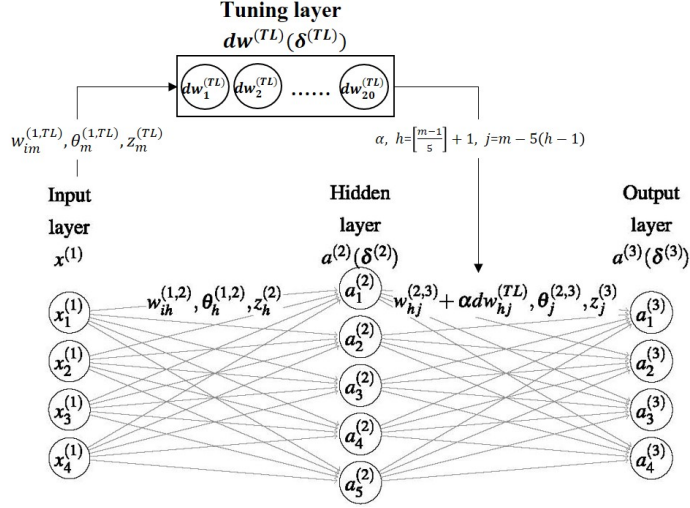 Tuning layer
dw^(TL)(δ^(TL))
dw_1^(TL) dw_2^(TL) ...... dw_20^(TL)
w_im^(1,TL), θ_m^(1,TL), z_m^(TL)
α, h=[(m−1)/5] + 1, j=m − 5(h − 1)
Input
layer
x^(1)
Hidden
layer
a^(2)(δ^(2))
Output
layer
a^(3)(δ^(3))
w_ih^(1,2), θ_h^(1,2), z_h^(2)
w_hj^(2,3) + αdw_hj^(TL), θ_j^(2,3), z_j^(3)
x_1^(1)
x_2^(1)
x_3^(1)
x_4^(1)
a_1^(2)
a_2^(2)
a_3^(2)
a_4^(2)
a_5^(2)
a_1^(3)
a_2^(3)
a_3^(3)
a_4^(3)